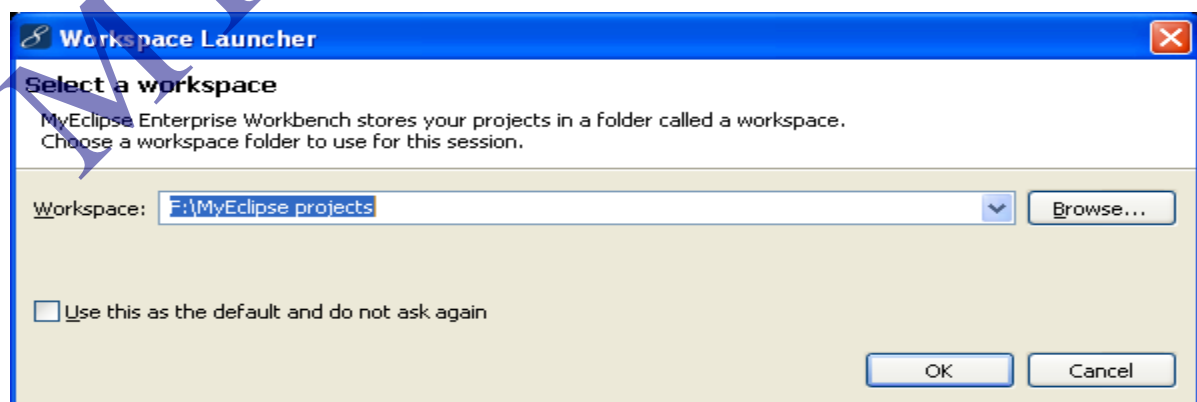 Workspace Launcher
Select a workspace
MyEclipse Enterprise Workbench stores your projects in a folder called a workspace.
Choose a workspace folder to use for this session.
Workspace: F:\MyEclipse projects Browse...
Use this as the default and do not ask again
OK Cancel